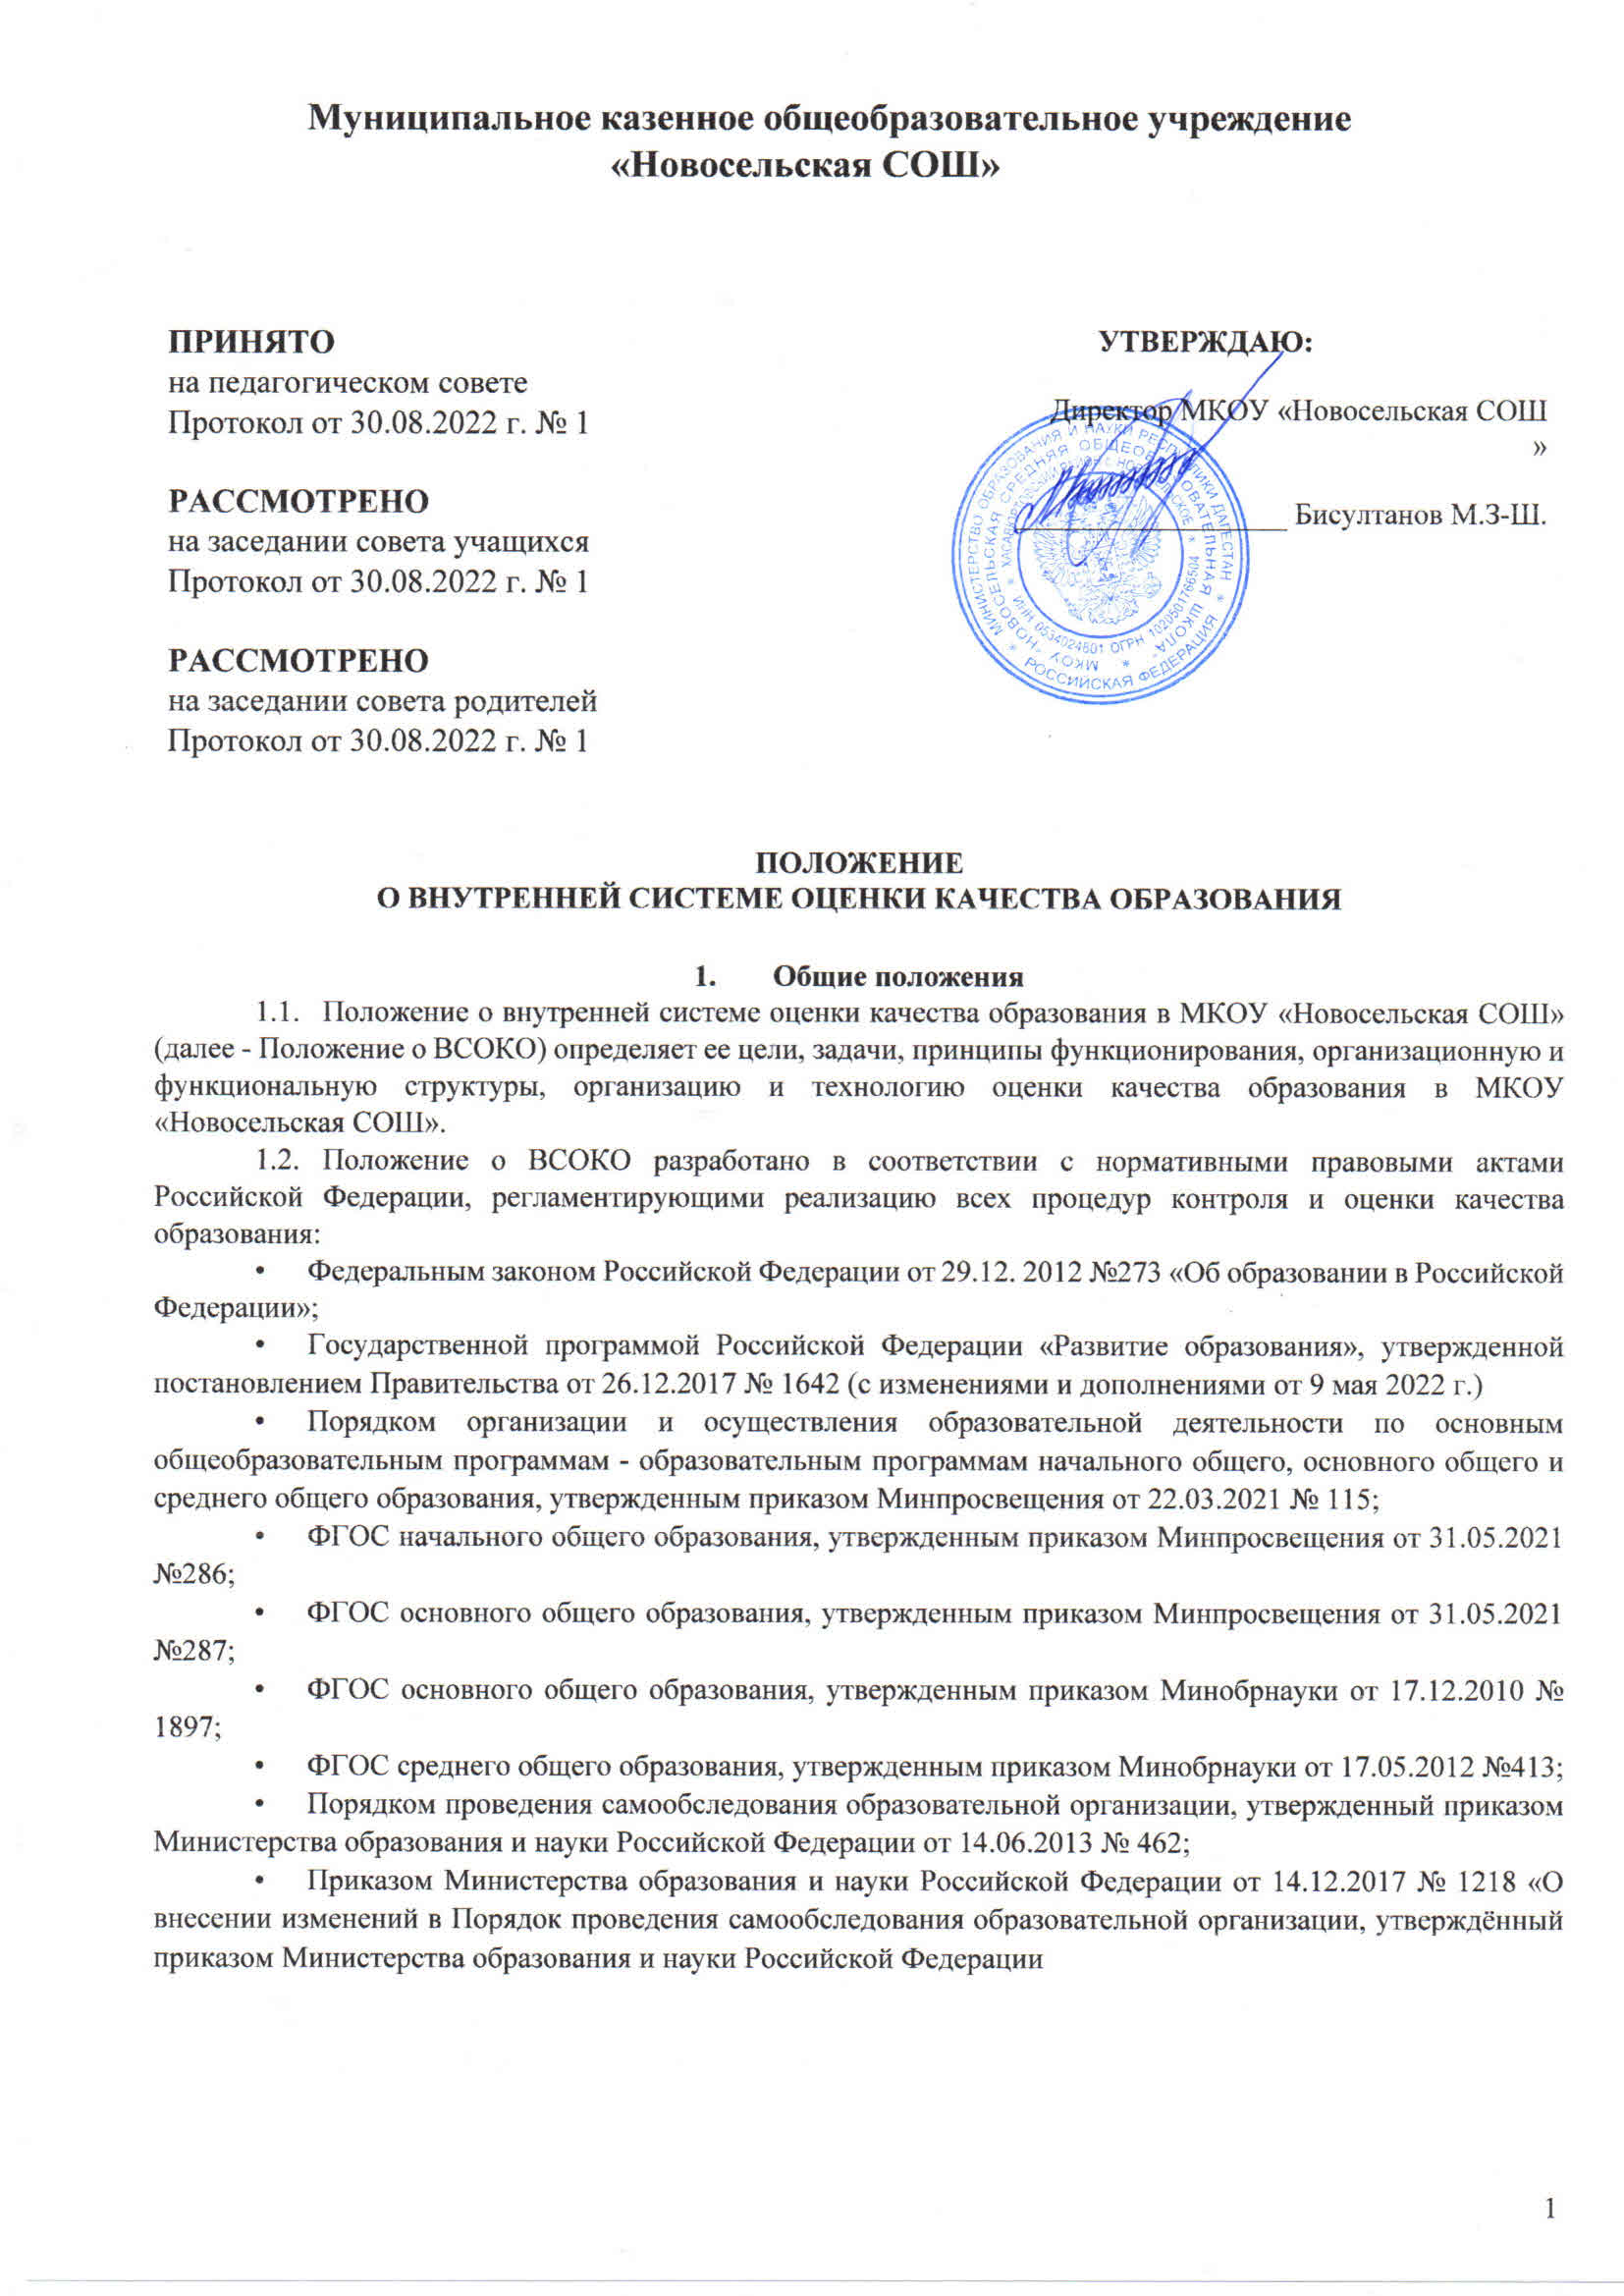 Муниципальное казенное общеобразовательное учреждение
«Новосельская СОШ»
ПРИНЯТО
на педагогическом совете
Протокол от 30.08.2022 г. № 1
РАССМОТРЕНО
на заседании совета учащихся
Протокол от 30.08.2022 г. № 1
РАССМОТРЕНО
на заседании совета родителей
Протокол от 30.08.2022 г. № 1
УТВЕРЖДАЮ:
Директор МКОУ «Новосельская СОШ
»
Бисултанов М.З-Ш.
МИНИСТЕРСТВО ОБРАЗОВАНИЯ И НАУКИ РЕСПУБЛИКИ ДАГЕСТАН * РОССИЙСКАЯ ФЕДЕРАЦИЯ *
МКОУ "НОВОСЕЛЬСКАЯ СРЕДНЯЯ ОБЩЕОБРАЗОВАТЕЛЬНАЯ ШКОЛА" *
ПОЛОЖЕНИЕ
О ВНУТРЕННЕЙ СИСТЕМЕ ОЦЕНКИ КАЧЕСТВА ОБРАЗОВАНИЯ
1. Общие положения
1.1. Положение о внутренней системе оценки качества образования в МКОУ «Новосельская СОШ»
(далее - Положение о ВСОКО) определяет ее цели, задачи, принципы функционирования, организационную и
функциональную структуры, организацию и технологию оценки качества образования в МКОУ
«Новосельская СОШ».
1.2. Положение о ВСОКО разработано в соответствии с нормативными правовыми актами
Российской Федерации, регламентирующими реализацию всех процедур контроля и оценки качества
образования:
• Федеральным законом Российской Федерации от 29.12. 2012 №273 «Об образовании в Российской
Федерации»;
• Государственной программой Российской Федерации «Развитие образования», утвержденной
постановлением Правительства от 26.12.2017 № 1642 (с изменениями и дополнениями от 9 мая 2022 г.)
• Порядком организации и осуществления образовательной деятельности по основным
общеобразовательным программам - образовательным программам начального общего, основного общего и
среднего общего образования, утвержденным приказом Минпросвещения от 22.03.2021 № 115;
• ФГОС начального общего образования, утвержденным приказом Минпросвещения от 31.05.2021
№286;
• ФГОС основного общего образования, утвержденным приказом Минпросвещения от 31.05.2021
№287;
• ФГОС основного общего образования, утвержденным приказом Минобрнауки от 17.12.2010 №
1897;
• ФГОС среднего общего образования, утвержденным приказом Минобрнауки от 17.05.2012 №413;
• Порядком проведения самообследования образовательной организации, утвержденный приказом
Министерства образования и науки Российской Федерации от 14.06.2013 № 462;
• Приказом Министерства образования и науки Российской Федерации от 14.12.2017 № 1218 «О
внесении изменений в Порядок проведения самообследования образовательной организации, утверждённый
приказом Министерства образования и науки Российской Федерации
1